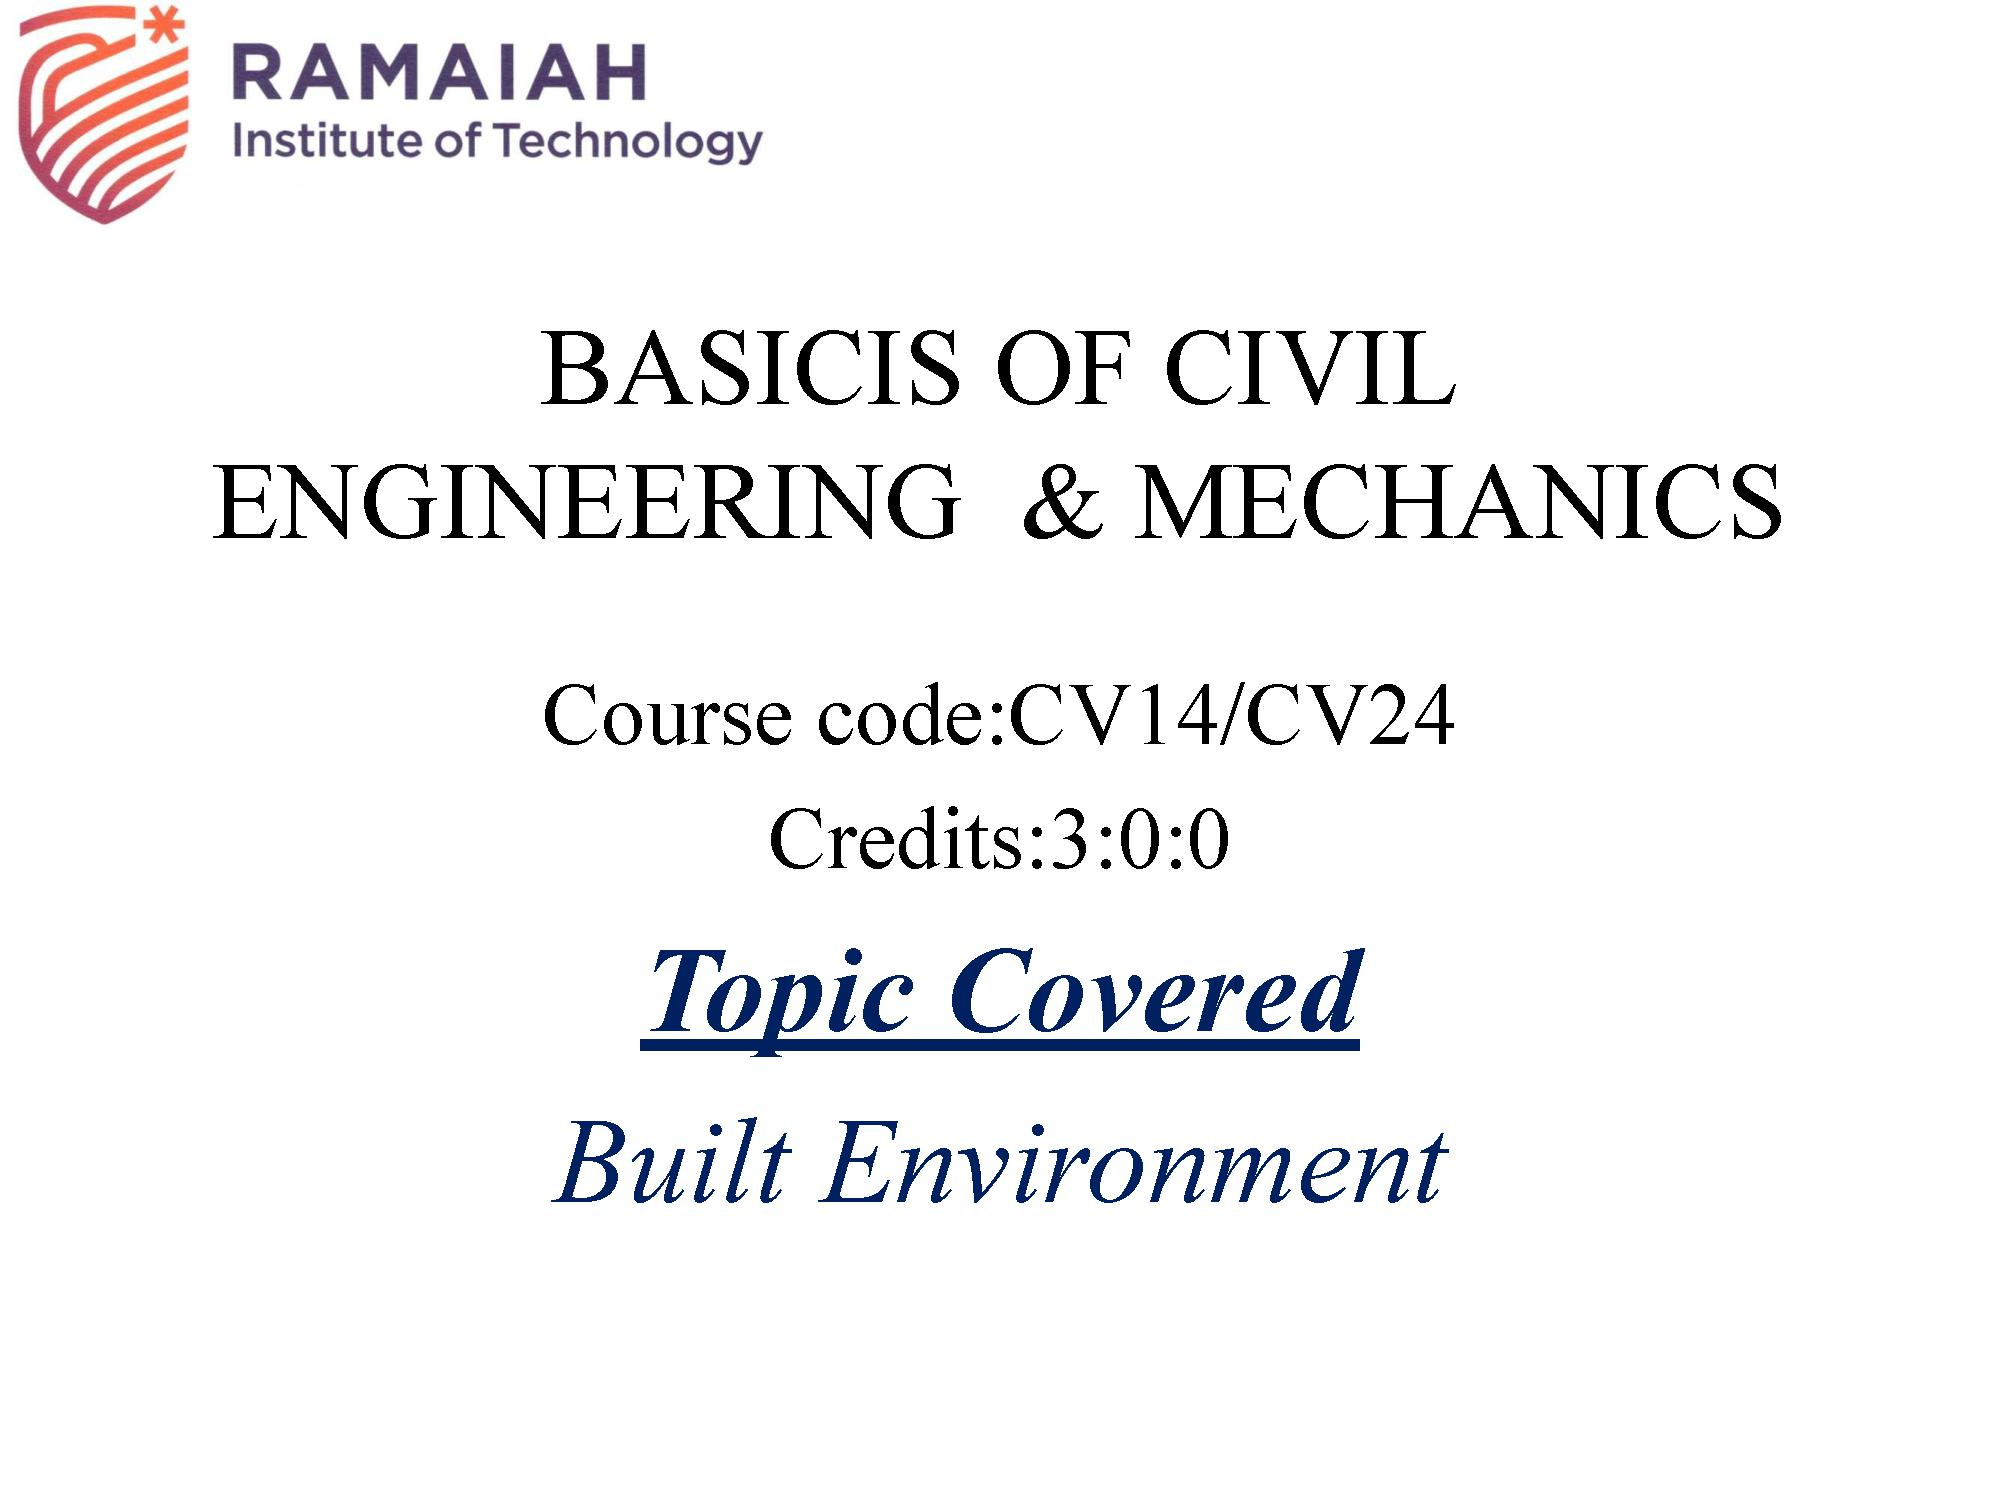 RAMAIAH
Institute of Technology
BASICIS OF CIVIL
ENGINEERING  & MECHANICS
Course code:CV14/CV24
Credits:3:0:0
Topic Covered
Built Environment